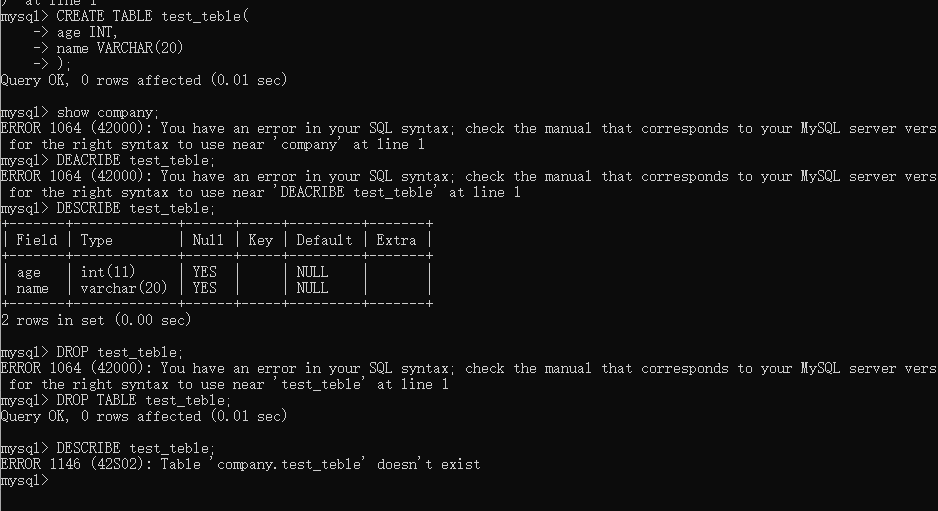 )' at line 1
mysql> CREATE TABLE test_teble(
    -> age INT,
    -> name VARCHAR(20)
    -> );
Query OK, 0 rows affected (0.01 sec)
mysql> show company;
ERROR 1064 (42000): You have an error in your SQL syntax; check the manual that corresponds to your MySQL server vers
 for the right syntax to use near 'company' at line 1
mysql> DEACRIBE test_teble;
ERROR 1064 (42000): You have an error in your SQL syntax; check the manual that corresponds to your MySQL server vers
 for the right syntax to use near 'DEACRIBE test_teble' at line 1
mysql> DESCRIBE test_teble;
+-------+-------------+------+-----+---------+-------+
| Field | Type        | Null | Key | Default | Extra |
+-------+-------------+------+-----+---------+-------+
| age   | int(11)     | YES  |     | NULL    |       |
| name  | varchar(20) | YES  |     | NULL    |       |
+-------+-------------+------+-----+---------+-------+
2 rows in set (0.00 sec)
mysql> DROP test_teble;
ERROR 1064 (42000): You have an error in your SQL syntax; check the manual that corresponds to your MySQL server vers
 for the right syntax to use near 'test_teble' at line 1
mysql> DROP TABLE test_teble;
Query OK, 0 rows affected (0.01 sec)
mysql> DESCRIBE test_teble;
ERROR 1146 (42S02): Table 'company.test_teble' doesn't exist
mysql>